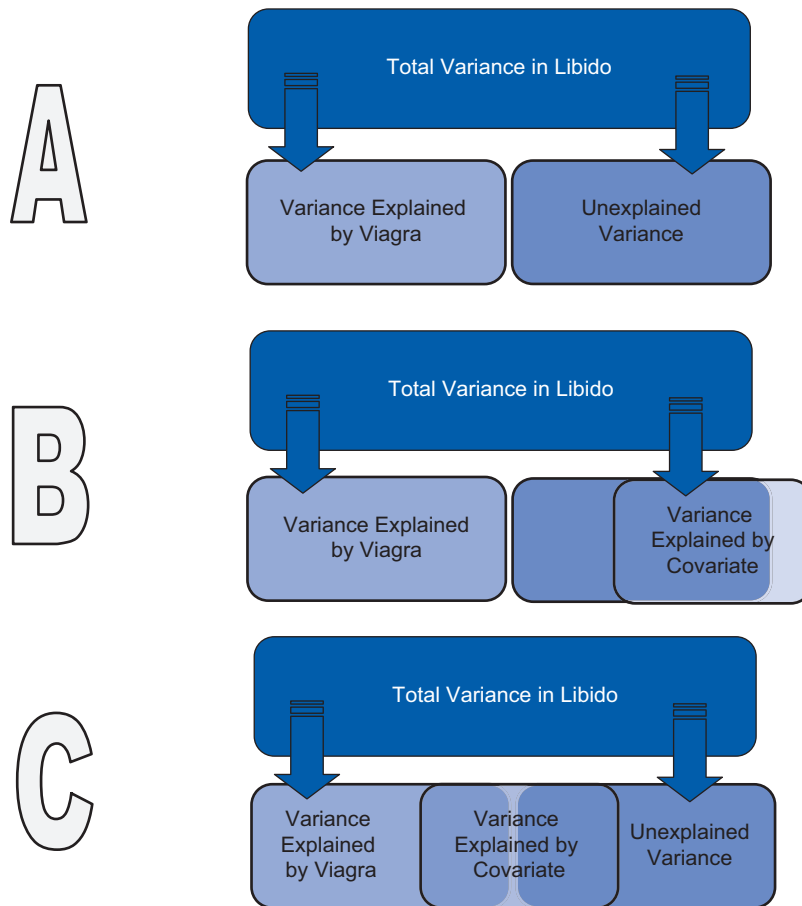 A
Total Variance in Libido
Variance Explained
by Viagra
Unexplained
Variance
B
Total Variance in Libido
Variance Explained
by Viagra
Variance
Explained by
Covariate
C
Total Variance in Libido
Variance
Explained
by Viagra
Variance
Explained by
Covariate
Unexplained
Variance